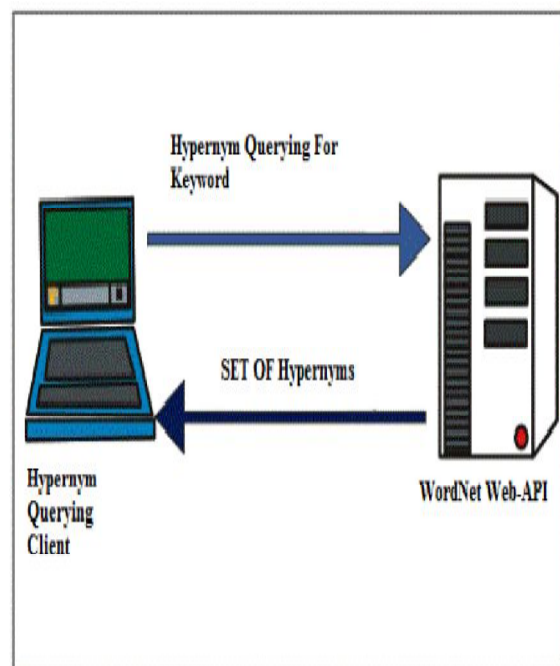 Hypernym Querying For
Keyword
SET OF Hypernyms
Hypernym
Querying
Client
WordNet Web-API